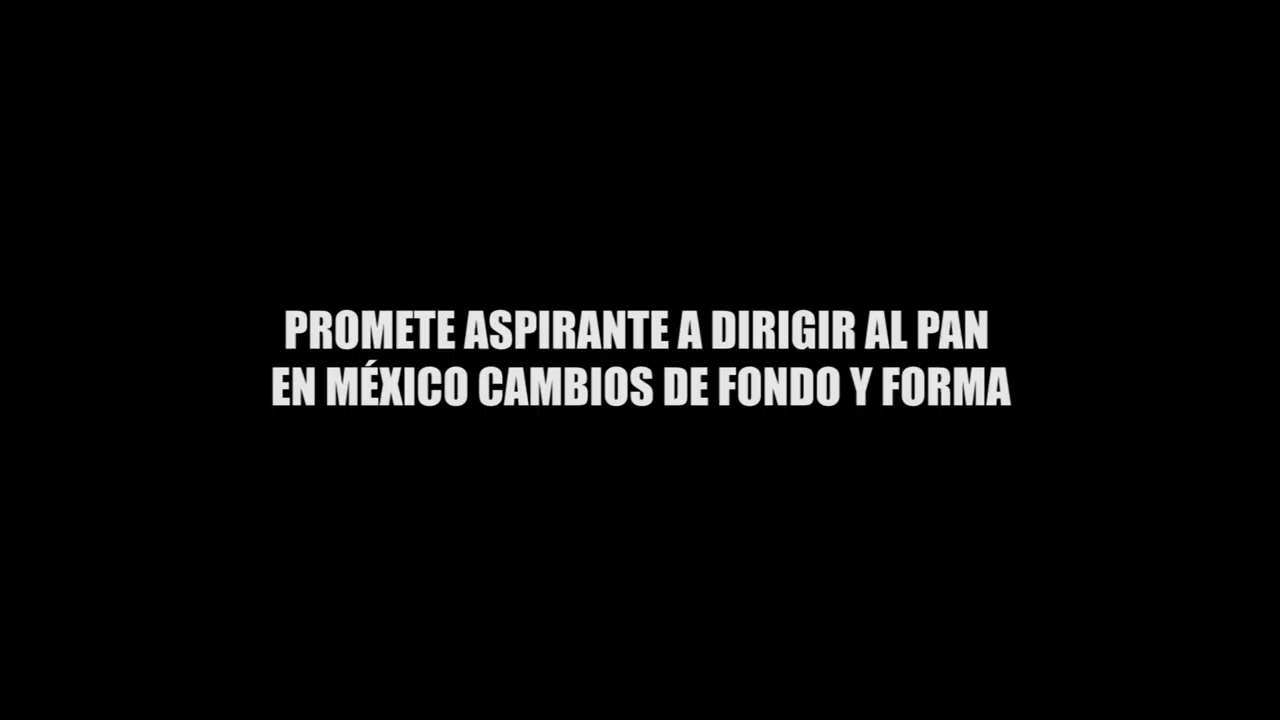 PROMETE ASPIRANTE A DIRIGIR AL PAN
EN MÉXICO CAMBIOS DE FONDO Y FORMA